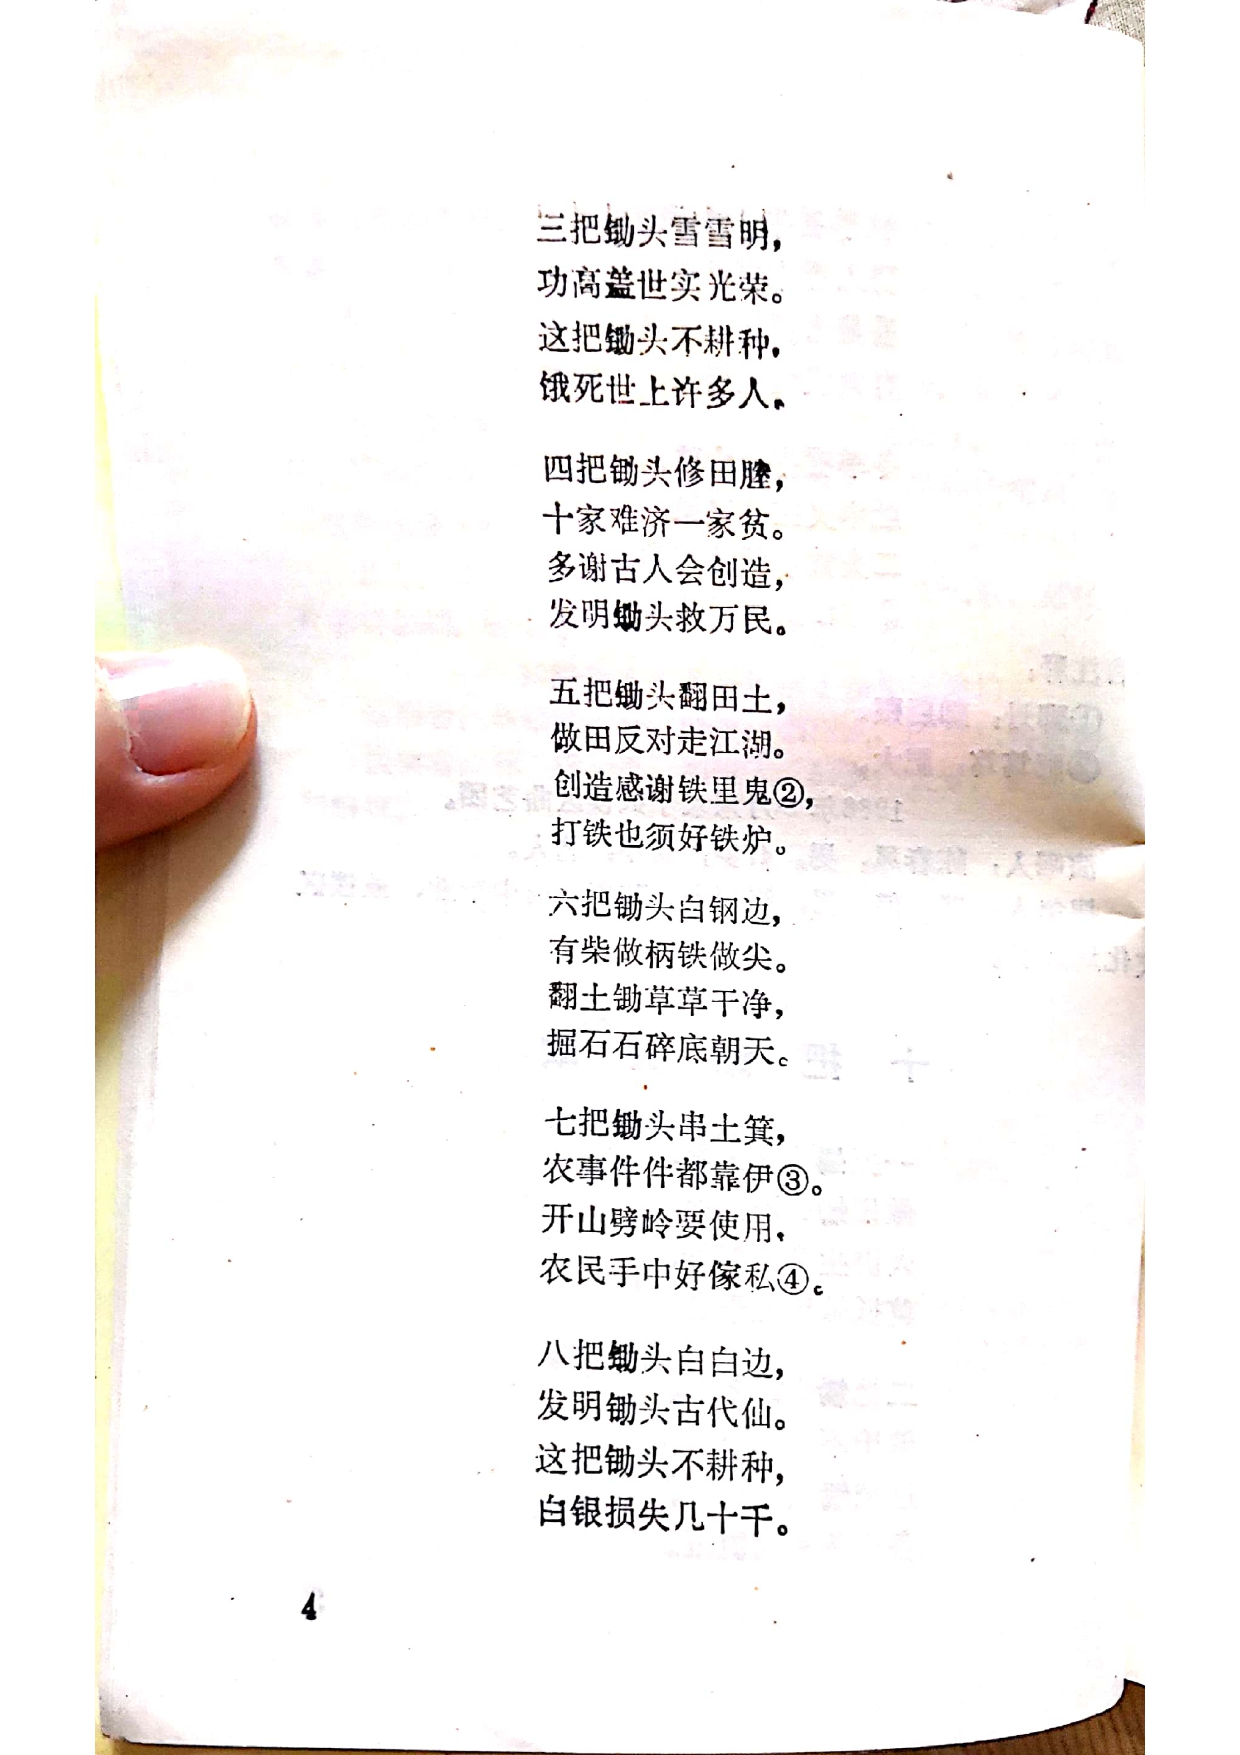 三把锄头雪雪明，
功高盖世实光荣。
这把锄头不耕种，
饿死世上许多人。
四把锄头修田塍，
十家难济一家贫。
多谢古人会创造，
发明锄头救万民。
五把锄头翻田土，
做田反对走江湖。
创造感谢铁里鬼②，
打铁也须好铁炉。
六把锄头白钢边，
有柴做柄铁做尖。
翻土锄草草干净，
掘石石碎底朝天。
七把锄头串土箕，
农事件件都靠伊③。
开山劈岭要使用，
农民手中好傢私④。
八把锄头白白边，
发明锄头古代仙。
这把锄头不耕种，
白银损失几十千。
4